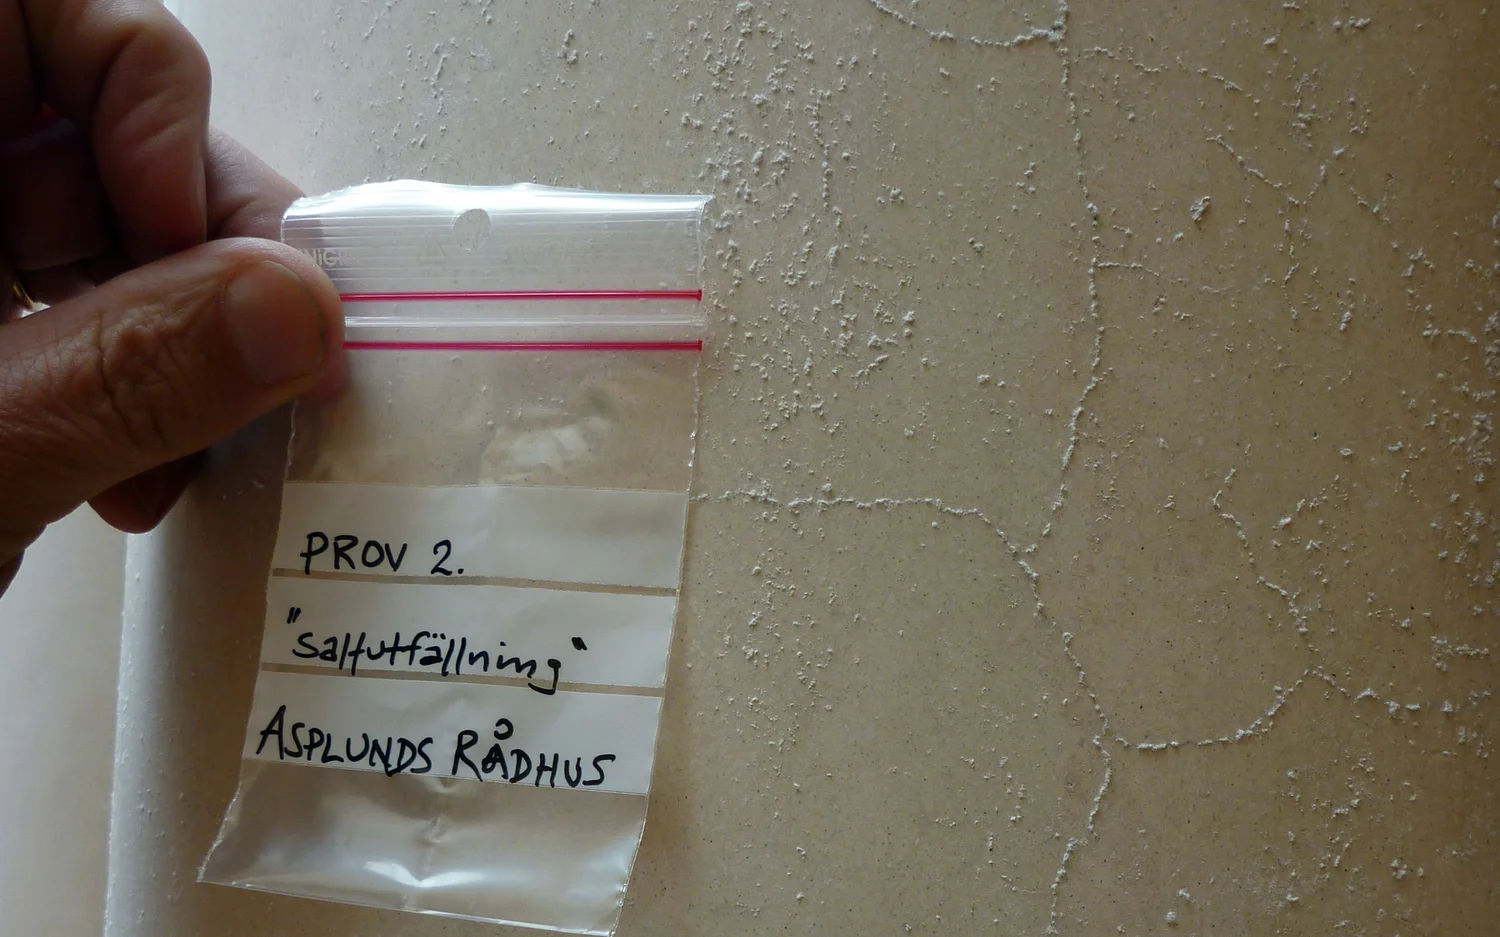 PROV 2.
"saltutfällning"
ASPLUNDS RÅDHUS